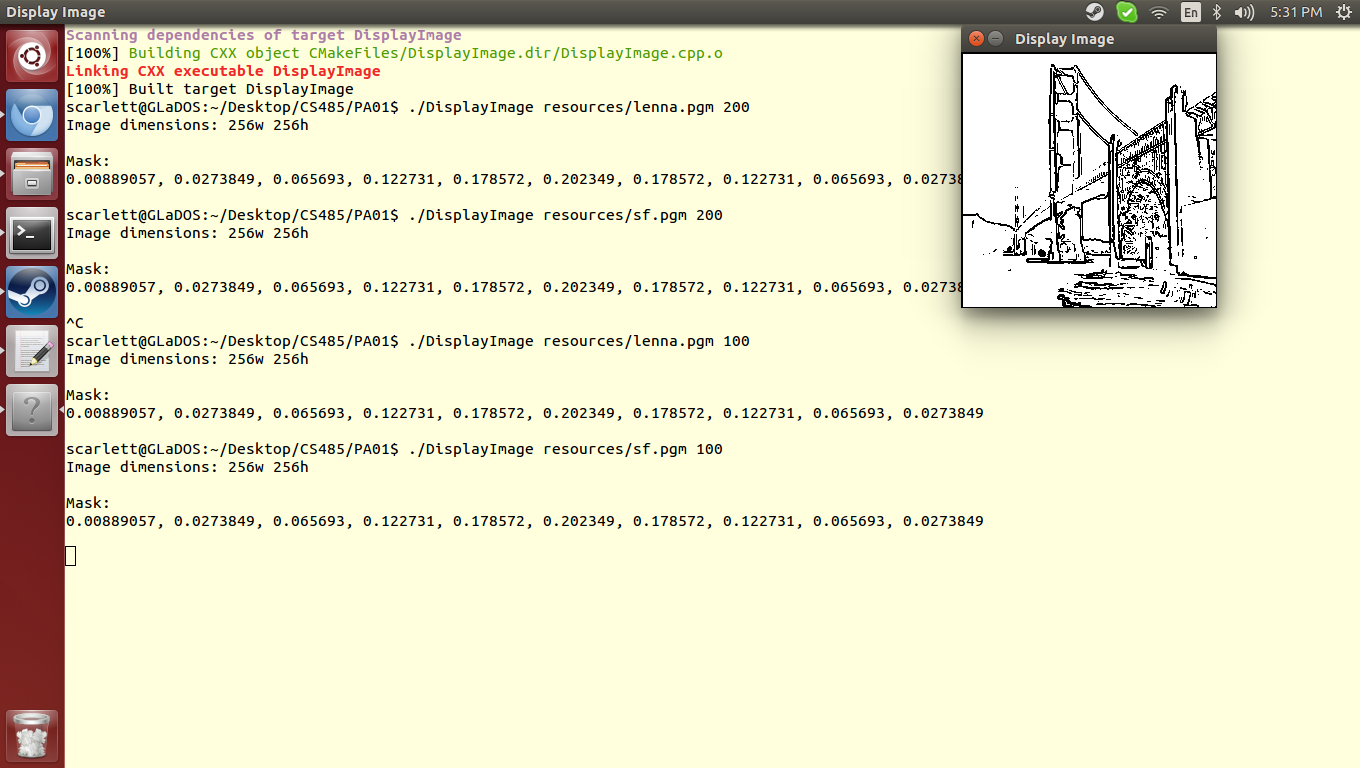 Display Image
En
5:31 PM
Scanning dependencies of target DisplayImage
[100%] Building CXX object CMakeFiles/DisplayImage.dir/DisplayImage.cpp.o
Linking CXX executable DisplayImage
[100%] Built target DisplayImage
scarlett@GLaDOS:~/Desktop/CS485/PA01$ ./DisplayImage resources/lenna.pgm 200
Image dimensions: 256w 256h
Mask:
0.00889057, 0.0273849, 0.065693, 0.122731, 0.178572, 0.202349, 0.178572, 0.122731, 0.065693, 0.0273
scarlett@GLaDOS:~/Desktop/CS485/PA01$ ./DisplayImage resources/sf.pgm 200
Image dimensions: 256w 256h
Mask:
0.00889057, 0.0273849, 0.065693, 0.122731, 0.178572, 0.202349, 0.178572, 0.122731, 0.065693, 0.0273
^C
scarlett@GLaDOS:~/Desktop/CS485/PA01$ ./DisplayImage resources/lenna.pgm 100
Image dimensions: 256w 256h
Mask:
0.00889057, 0.0273849, 0.065693, 0.122731, 0.178572, 0.202349, 0.178572, 0.122731, 0.065693, 0.0273849
scarlett@GLaDOS:~/Desktop/CS485/PA01$ ./DisplayImage resources/sf.pgm 100
Image dimensions: 256w 256h
Mask:
0.00889057, 0.0273849, 0.065693, 0.122731, 0.178572, 0.202349, 0.178572, 0.122731, 0.065693, 0.0273849
Display Image